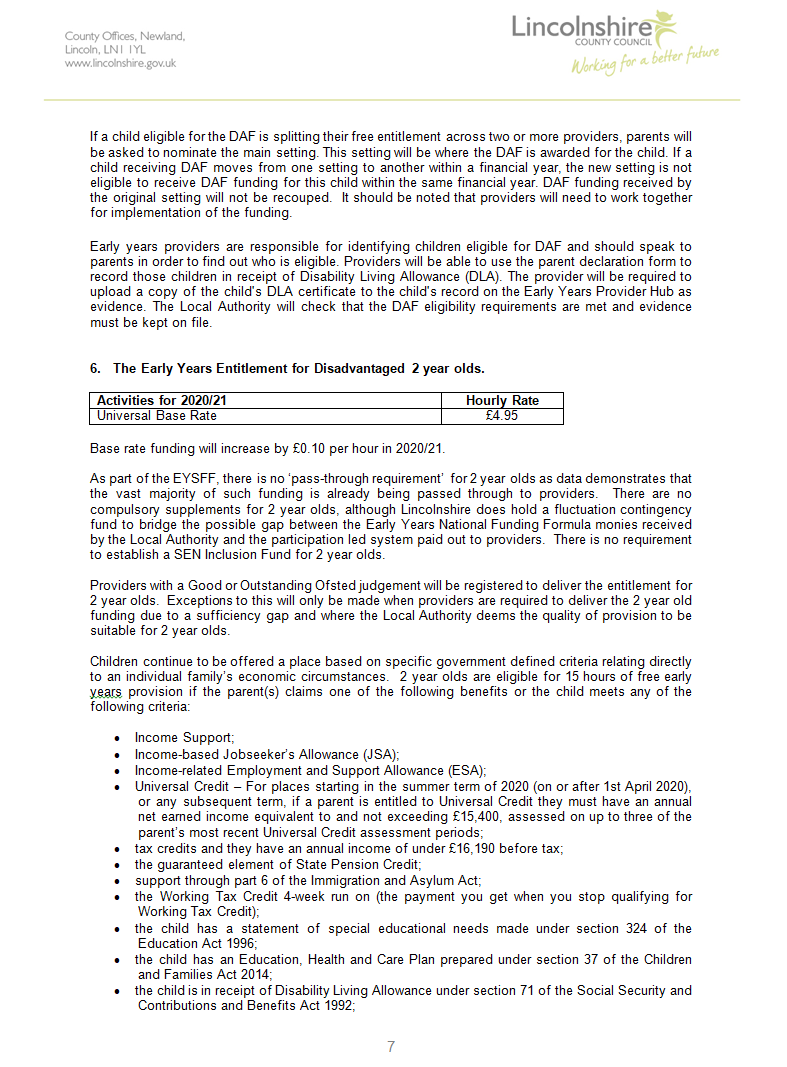 County Offices, Newland,
Lincoln, LN1 1YL
www.lincolnshire.gov.uk
Lincolnshire
COUNTY COUNCIL
Working for a better future
If a child eligible for the DAF is splitting their free entitlement across two or more providers, parents will
be asked to nominate the main setting. This setting will be where the DAF is awarded for the child. If a
child receiving DAF moves from one setting to another within a financial year, the new setting is not
eligible to receive DAF funding for this child within the same financial year. DAF funding received by
the original setting will not be recouped. It should be noted that providers will need to work together
for implementation of the funding.
Early years providers are responsible for identifying children eligible for DAF and should speak to
parents in order to find out who is eligible. Providers will be able to use the parent declaration form to
record those children in receipt of Disability Living Allowance (DLA). The provider will be required to
upload a copy of the child's DLA certificate to the child's record on the Early Years Provider Hub as
evidence. The Local Authority will check that the DAF eligibility requirements are met and evidence
must be kept on file.
6. The Early Years Entitlement for Disadvantaged 2 year olds.
Activities for 2020/21 Hourly Rate
Universal Base Rate £4.95
Base rate funding will increase by £0.10 per hour in 2020/21.
As part of the EYSFF, there is no ‘pass-through requirement’ for 2 year olds as data demonstrates that
the vast majority of such funding is already being passed through to providers. There are no
compulsory supplements for 2 year olds, although Lincolnshire does hold a fluctuation contingency
fund to bridge the possible gap between the Early Years National Funding Formula monies received
by the Local Authority and the participation led system paid out to providers. There is no requirement
to establish a SEN Inclusion Fund for 2 year olds.
Providers with a Good or Outstanding Ofsted judgement will be registered to deliver the entitlement for
2 year olds. Exceptions to this will only be made when providers are required to deliver the 2 year old
funding due to a sufficiency gap and where the Local Authority deems the quality of provision to be
suitable for 2 year olds.
Children continue to be offered a place based on specific government defined criteria relating directly
to an individual family’s economic circumstances. 2 year olds are eligible for 15 hours of free early
years provision if the parent(s) claims one of the following benefits or the child meets any of the
following criteria:
• Income Support;
• Income-based Jobseeker’s Allowance (JSA);
• Income-related Employment and Support Allowance (ESA);
• Universal Credit – For places starting in the summer term of 2020 (on or after 1st April 2020),
or any subsequent term, if a parent is entitled to Universal Credit they must have an annual
net earned income equivalent to and not exceeding £15,400, assessed on up to three of the
parent’s most recent Universal Credit assessment periods;
• tax credits and they have an annual income of under £16,190 before tax;
• the guaranteed element of State Pension Credit;
• support through part 6 of the Immigration and Asylum Act;
• the Working Tax Credit 4-week run on (the payment you get when you stop qualifying for
Working Tax Credit);
• the child has a statement of special educational needs made under section 324 of the
Education Act 1996;
• the child has an Education, Health and Care Plan prepared under section 37 of the Children
and Families Act 2014;
• the child is in receipt of Disability Living Allowance under section 71 of the Social Security and
Contributions and Benefits Act 1992;
7